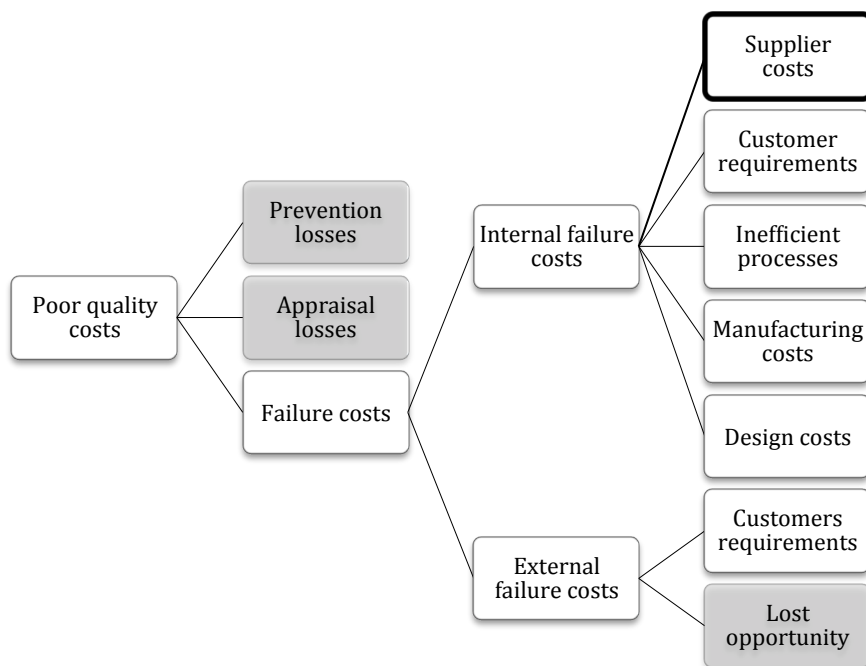 Poor quality
costs
Prevention
losses
Appraisal
losses
Failure costs
Internal failure
costs
External
failure costs
Supplier
costs
Customer
requirements
Inefficient
processes
Manufacturing
costs
Design costs
Customers
requirements
Lost
opportunity